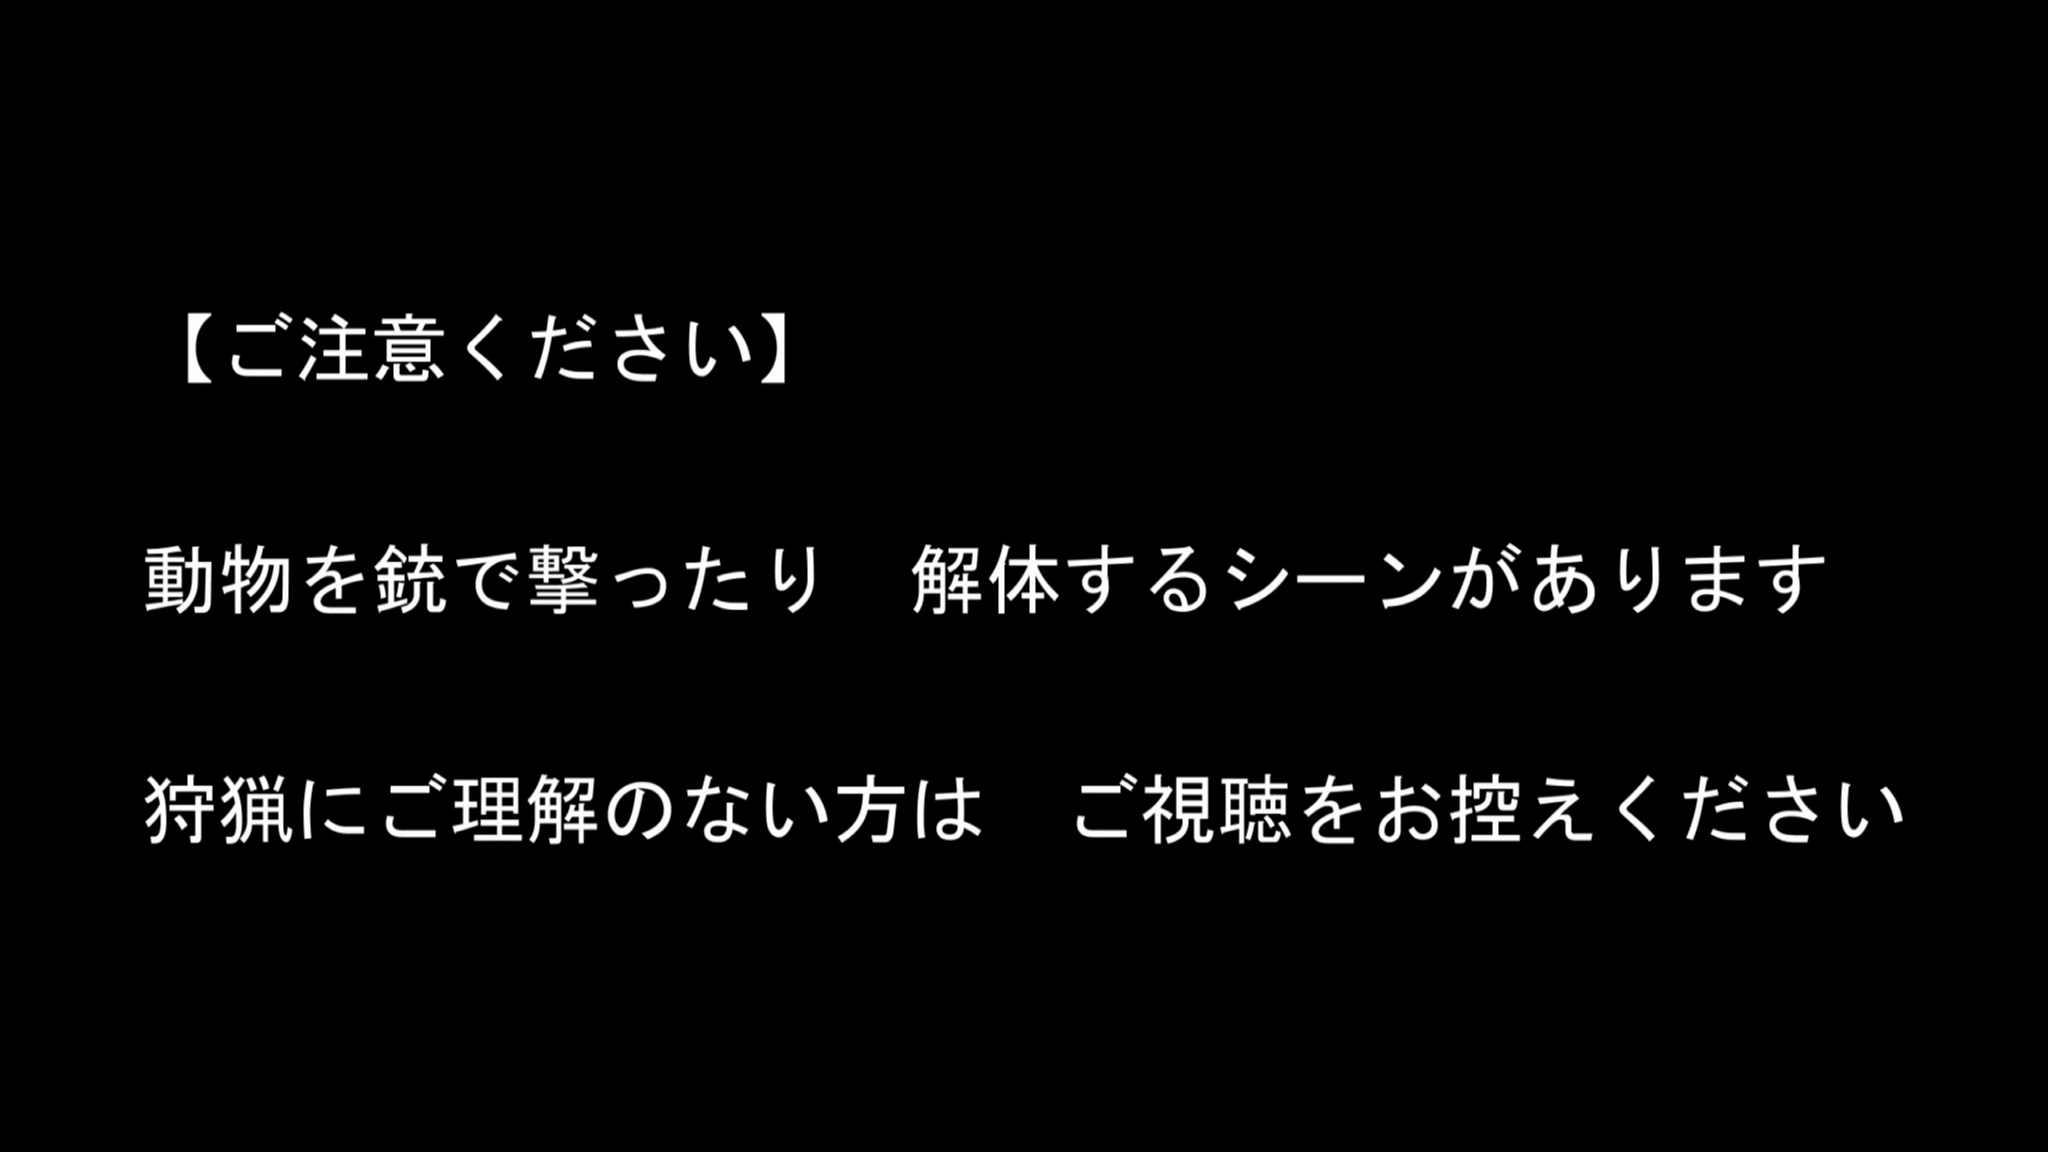 【ご注意ください】
動物を銃で撃ったり　解体するシーンがあります
狩猟にご理解のない方は　ご視聴をお控えください